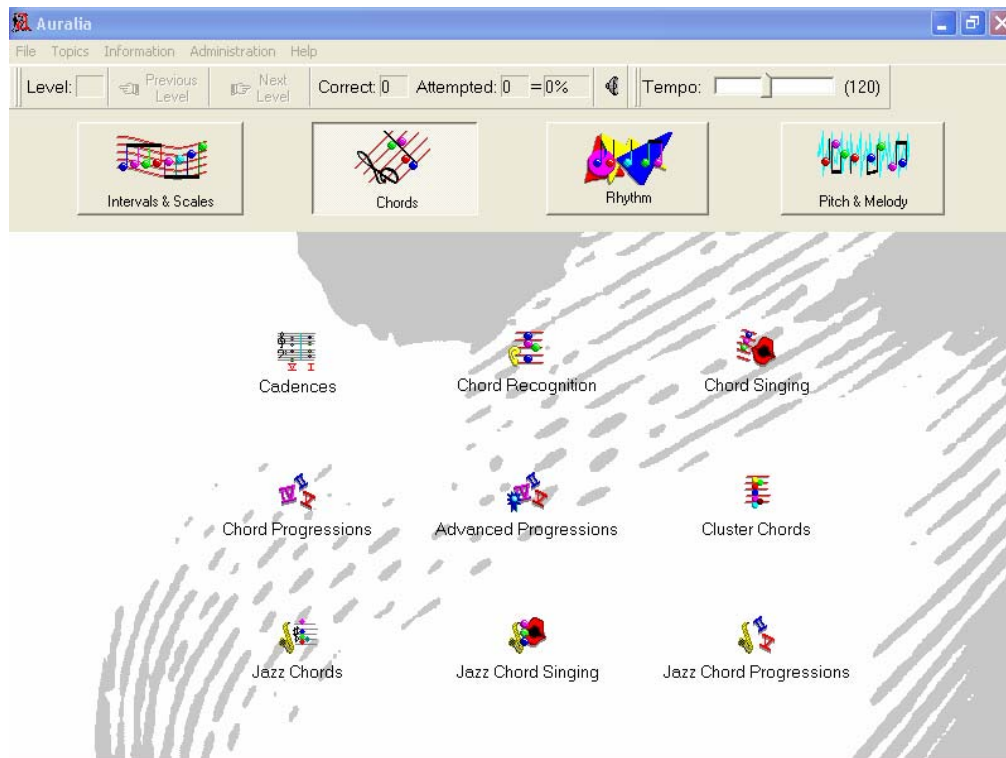 Auralia
File Topics Information Administration Help
Level: Previous Level Next Level Correct: 0 Attempted: 0 =0% Tempo: (120)
Intervals & Scales Chords Rhythm Pitch & Melody
Cadences Chord Recognition Chord Singing
Chord Progressions Advanced Progressions Cluster Chords
Jazz Chords Jazz Chord Singing Jazz Chord Progressions